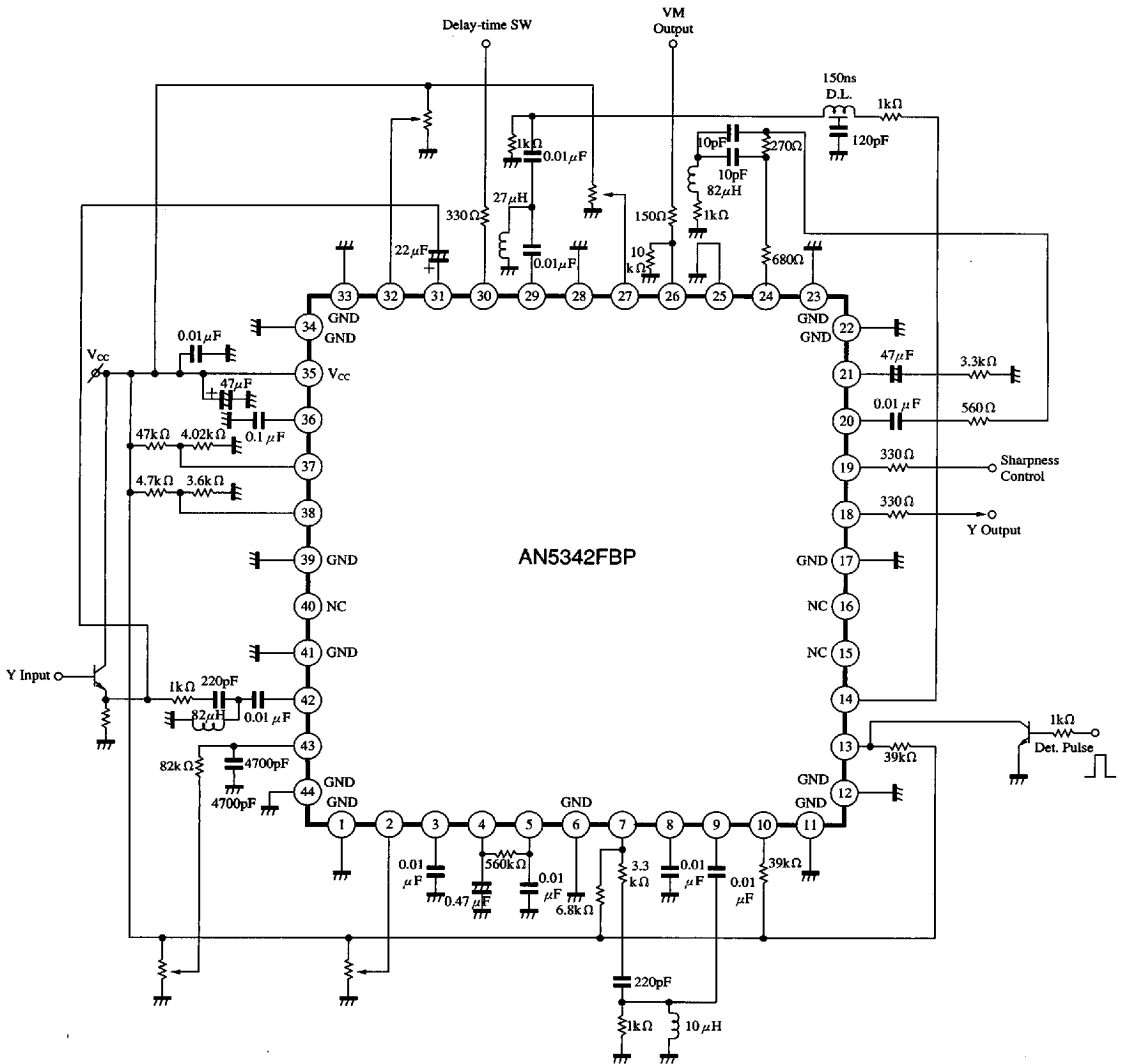 VM
Delay-time SW
Output
150ns
D.L.
1kΩ
120pF
1kΩ
0.01μF
10pF
270Ω
10pF
27μH
82μH
330Ω
150Ω
1kΩ
22μF
+
0.01μF
10
kΩ
680Ω
33
32
31
30
29
28
27
26
25
24
23
GND
GND
34
GND
GND
22
0.01μF
Vcc
47μF
3.3kΩ
35
Vcc
21
+
47μF
0.01μF
560Ω
36
20
0.1μF
47kΩ
4.02kΩ
330Ω
Sharpness
Control
37
19
4.7kΩ
3.6kΩ
330Ω
38
18
Y Output
AN5342FBP
39
GND
GND
17
40
NC
NC
16
41
GND
NC
15
Y Input
220pF
1kΩ
42
14
82μH
0.01μF
1kΩ
43
13
Det. Pulse
82kΩ
4700pF
39kΩ
4700pF
44
GND
GND
12
GND
GND
GND
1
2
3
4
5
6
7
8
9
10
11
0.01
μF
560kΩ
0.01
μF
3.3
kΩ
0.01
μF
39kΩ
0.01
μF
0.47μF
6.8kΩ
220pF
1kΩ
10μH